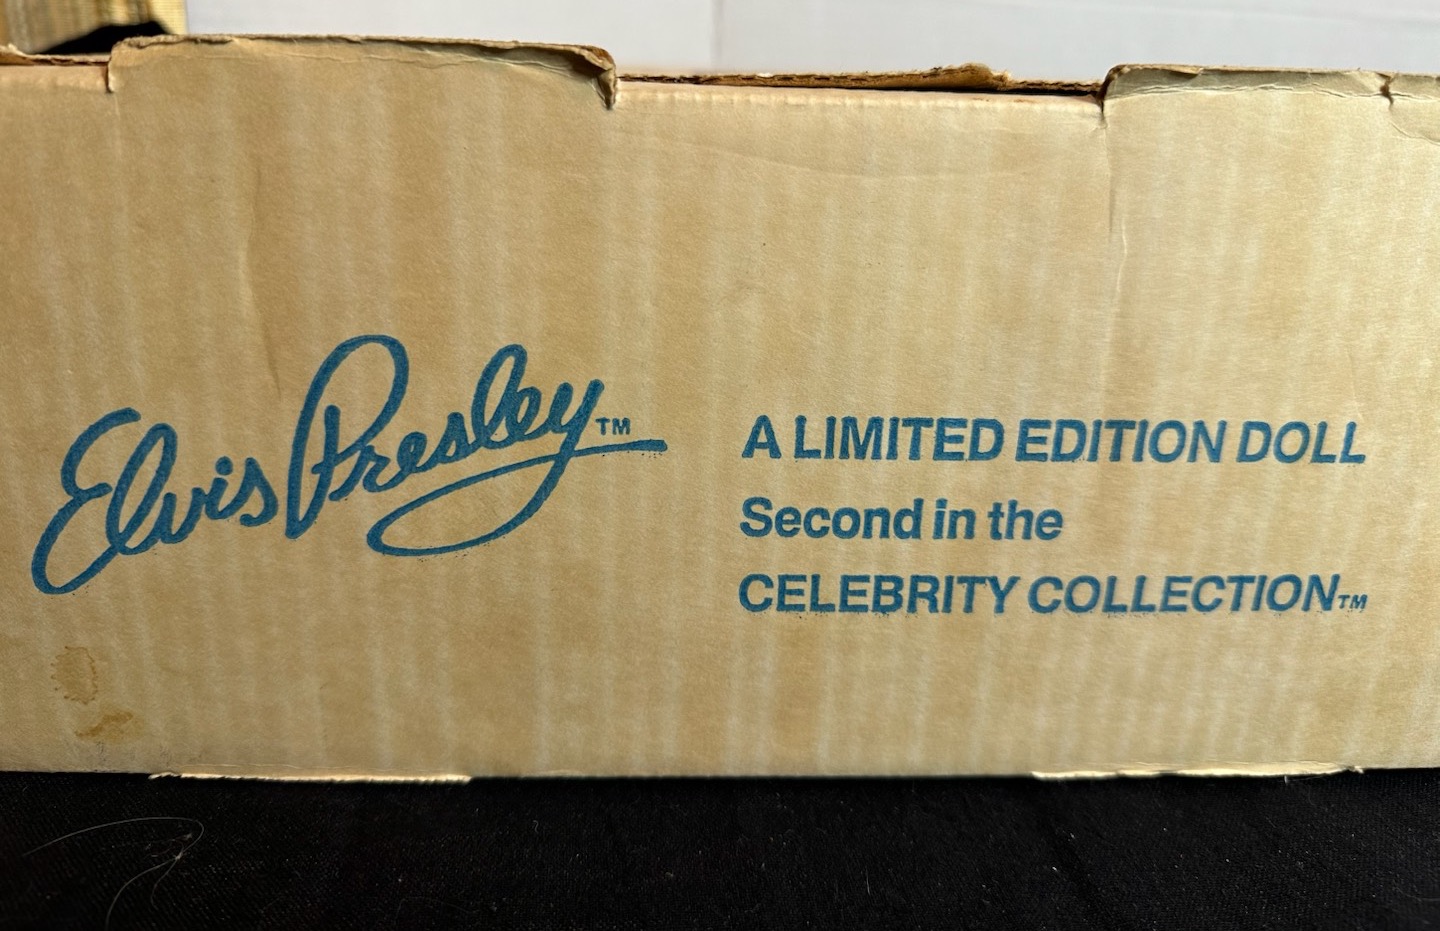 Elvis Presley™
A LIMITED EDITION DOLL
Second in the
CELEBRITY COLLECTION™